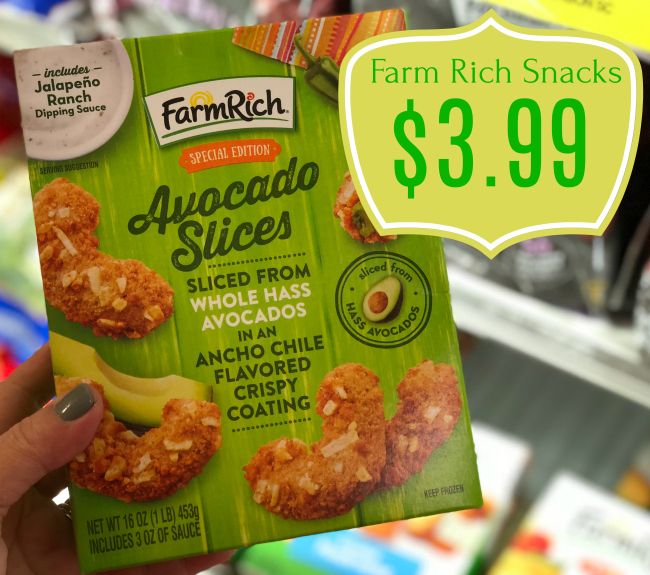 includes
Jalapeño
Ranch
Dipping Sauce
SERVING SUGGESTION
FarmRich®
SPECIAL EDITION
Avocado
Slices
SLICED FROM
WHOLE HASS
AVOCADOS
IN AN
ANCHO CHILE
FLAVORED
CRISPY
COATING
sliced from
HASS AVOCADOS
KEEP FROZEN
NET WT 16 OZ (1 LB) 453g
INCLUDES 3 OZ OF SAUCE
Farm Rich Snacks
$3.99